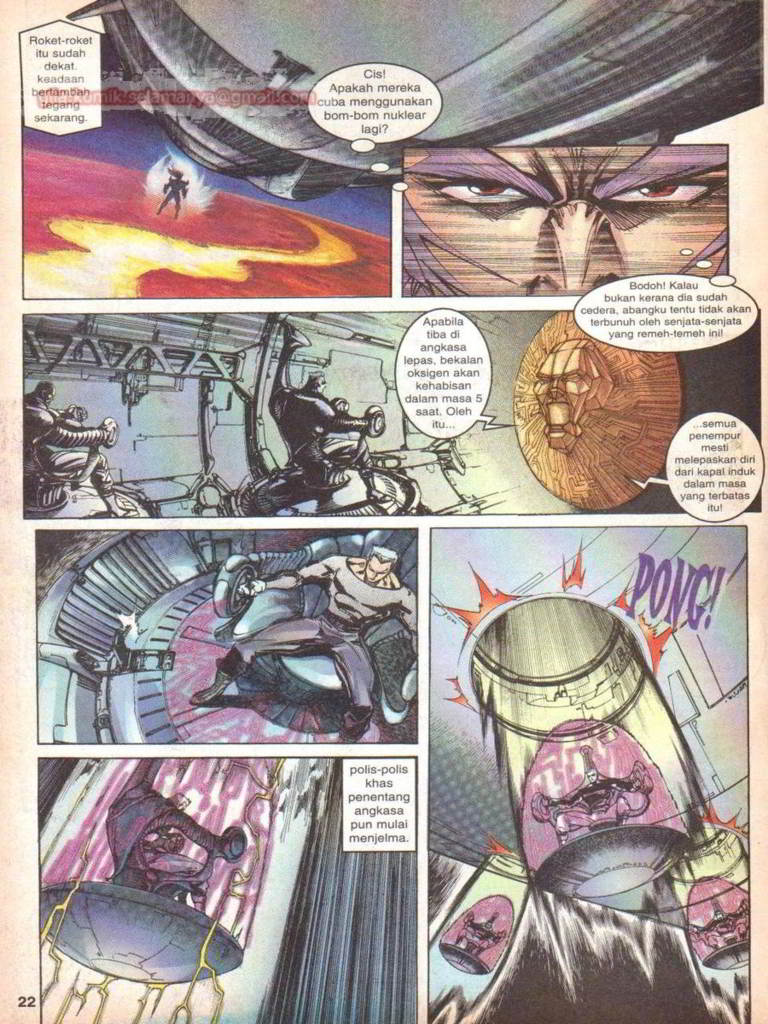 Roket-roket
itu sudah
dekat.
keadaan
bertambah
tegang
sekarang.
Cis!
Apakah mereka
cuba menggunakan
bom-bom nuklear
lagi?
Bodoh! Kalau
bukan kerana dia sudah
cedera, abangku tentu tidak akan
terbunuh oleh senjata-senjata
yang remeh-temeh ini!
Apabila
tiba di
angkasa
lepas, bekalan
oksigen akan
kehabisan
dalam masa 5
saat. Oleh
itu...
...semua
penempur
mesti
melepaskan diri
dari kapal induk
dalam masa
yang terbatas
itu!
PONG!
polis-polis
khas
penentang
angkasa
pun mulai
menjelma.
22